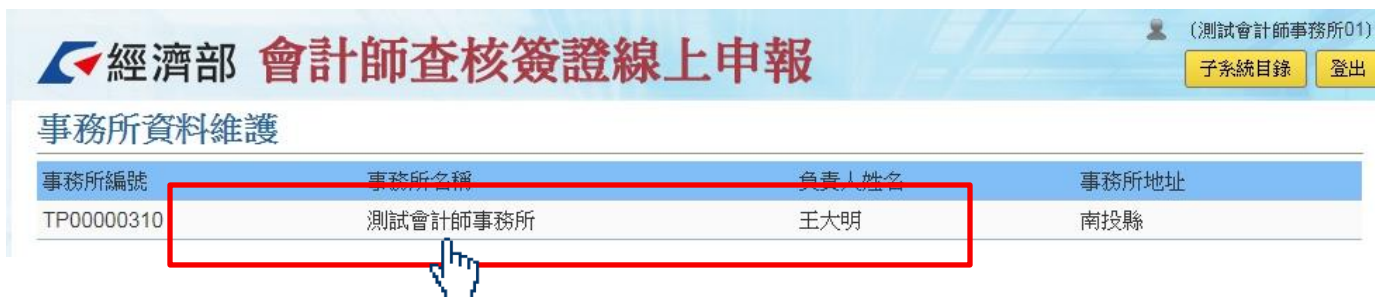 (測試會計師事務所01)
經濟部 會計師查核簽證線上申報
子系統目錄 登出
事務所資料維護
事務所編號 事務所名稱 負責人姓名 事務所地址
TP00000310 測試會計師事務所 王大明 南投縣